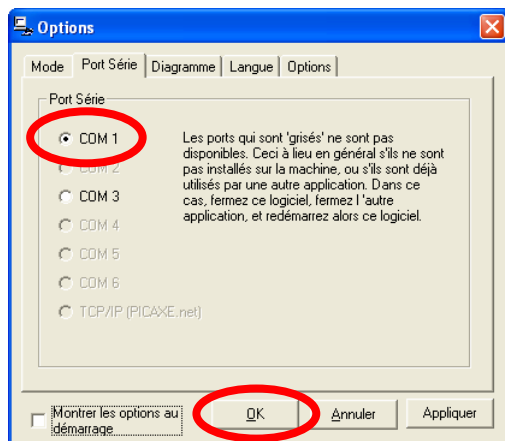 Options
Mode Port Série Diagramme Langue Options
Port Série
COM 1
COM 2
COM 3
COM 4
COM 5
COM 6
TCP/IP (PICAXE.net)
Les ports qui sont 'grisés' ne sont pas
disponibles. Ceci à lieu en général s'ils ne sont
pas installés sur la machine, ou s'ils sont déjà
utilisés par une autre application. Dans ce
cas, fermez ce logiciel, fermez l 'autre
application, et redémarrez alors ce logiciel.
Montrer les options au
démarrage
OK Annuler Appliquer